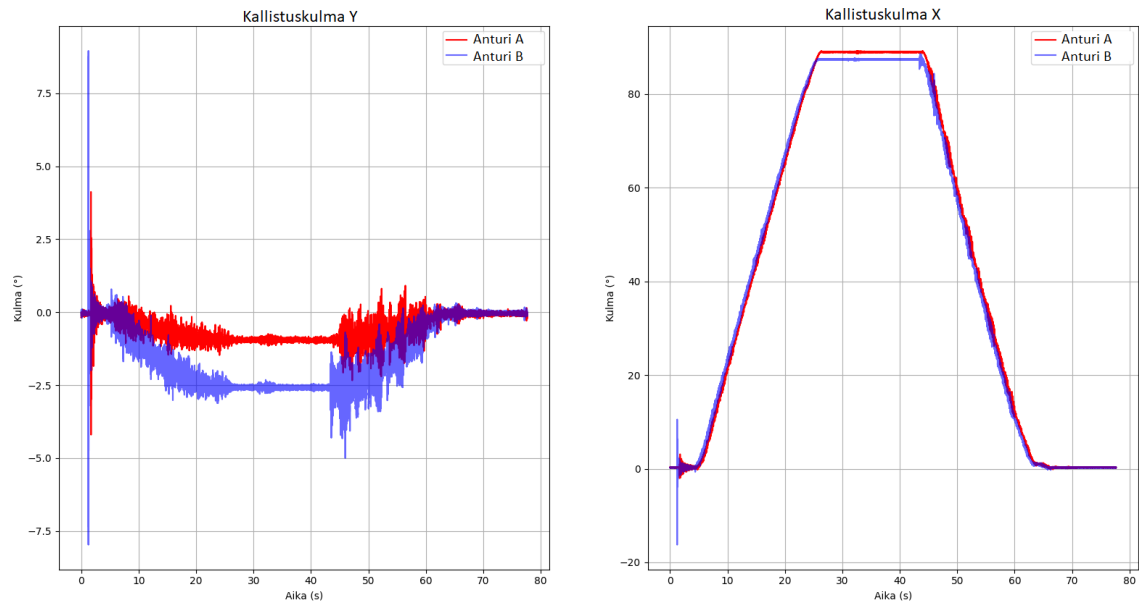 Kallistuskulma Y
Anturi A
Anturi B
7.5
5.0
2.5
0.0
−2.5
−5.0
−7.5
Kulma (°)
0 10 20 30 40 50 60 70 80
Aika (s)
Kallistuskulma X
Anturi A
Anturi B
80
60
40
20
0
−20
Kulma (°)
0 10 20 30 40 50 60 70 80
Aika (s)